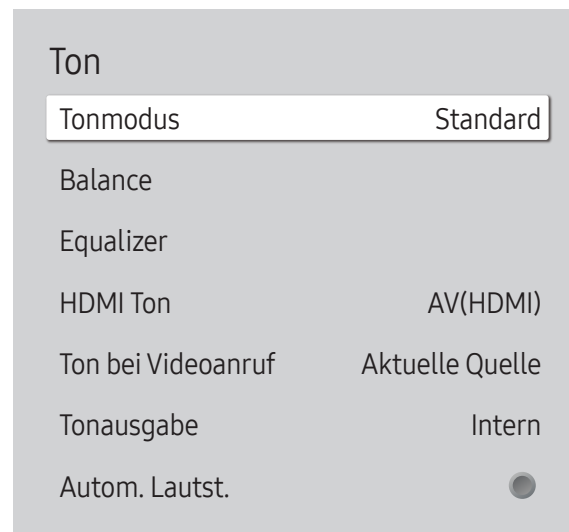 Ton
Tonmodus Standard
Balance
Equalizer
HDMI Ton AV(HDMI)
Ton bei Videoanruf Aktuelle Quelle
Tonausgabe Intern
Autom. Lautst.